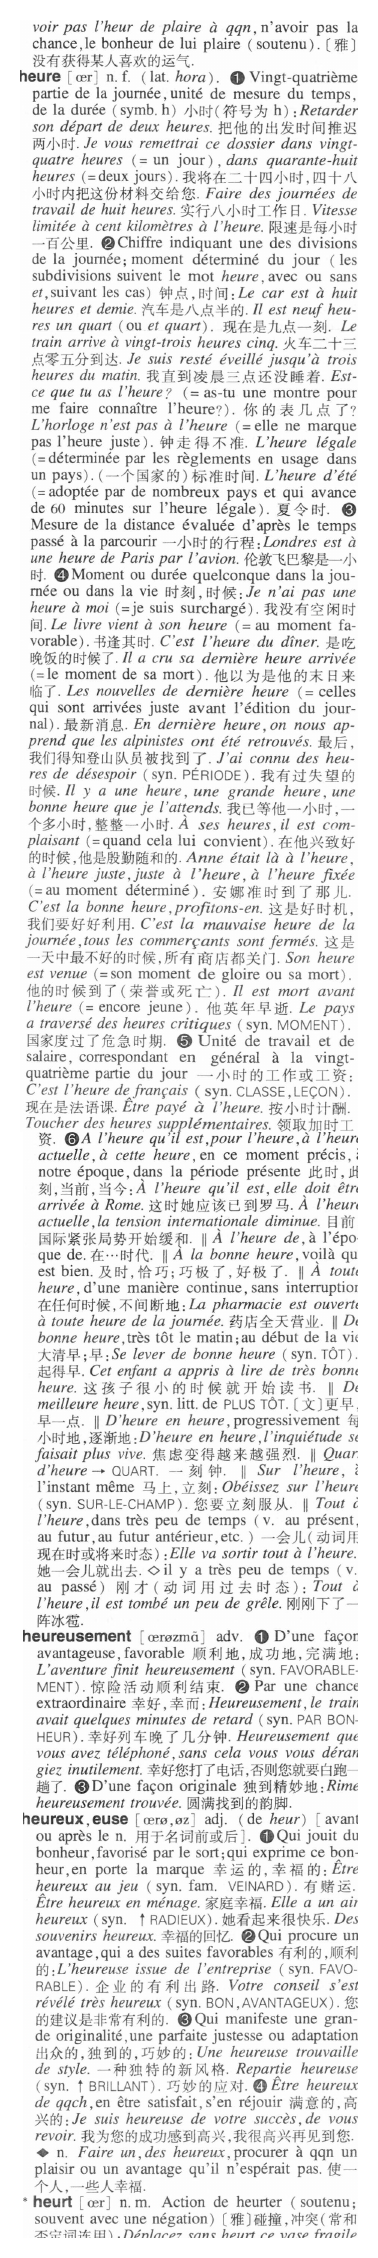 voir pas l'heur de plaire à qqn, n'avoir pas la
chance, le bonheur de lui plaire (soutenu). [雅]
没有获得某人喜欢的运气.
heure [œr] n. f. (lat. hora). ❶ Vingt-quatrième
partie de la journée, unité de mesure du temps,
de la durée (symb. h) 小时(符号为 h): Retarder
son départ de deux heures. 把他的出发时间推迟
两小时. Je vous remettrai ce dossier dans vingt-
quatre heures (= un jour), dans quarante-huit
heures (=deux jours). 我将在二十四小时,四十八
小时内把这份材料交给您. Faire des journées de
travail de huit heures. 实行八小时工作日. Vitesse
limitée à cent kilomètres à l'heure. 限速是每小时
一百公里. ❷ Chiffre indiquant une des divisions
de la journée; moment déterminé du jour (les
subdivisions suivent le mot heure, avec ou sans
et, suivant les cas) 钟点,时间: Le car est à huit
heures et demie. 汽车是八点半的. Il est neuf heu-
res un quart (ou et quart). 现在是九点一刻. Le
train arrive à vingt-trois heures cinq. 火车二十三
点零五分到达. Je suis resté éveillé jusqu'à trois
heures du matin. 我直到凌晨三点还没睡着. Est-
ce que tu as l'heure? (= as-tu une montre pour
me faire connaître l'heure?). 你的表几点了?
L'horloge n'est pas à l'heure (=elle ne marque
pas l'heure juste). 钟走得不准. L'heure légale
(=déterminée par les règlements en usage dans
un pays). (一个国家的)标准时间. L'heure d'été
(=adoptée par de nombreux pays et qui avance
de 60 minutes sur l'heure légale). 夏令时. ❸
Mesure de la distance évaluée d'après le temps
passé à la parcourir 一小时的行程: Londres est à
une heure de Paris par l'avion. 伦敦飞巴黎是一小
时. ❹ Moment ou durée quelconque dans la jour-
née ou dans la vie 时刻,时候: Je n'ai pas une
heure à moi (=je suis surchargé). 我没有空闲时
间. Le livre vient à son heure (= au moment fa-
vorable). 书逢其时. C'est l'heure du dîner. 是吃
晚饭的时候了. Il a cru sa dernière heure arrivée
(=le moment de sa mort). 他以为是他的末日来
临了. Les nouvelles de dernière heure (= celles
qui sont arrivées juste avant l'édition du jour-
nal). 最新消息. En dernière heure, on nous ap-
prend que les alpinistes ont été retrouvés. 最后,
我们得知登山队员被找到了. J'ai connu des heu-
res de désespoir (syn. PÉRIODE). 我有过失望的
时候. Il y a une heure, une grande heure, une
bonne heure que je l'attends. 我已等他一小时,一
个多小时,整整一小时. À ses heures, il est com-
plaisant (=quand cela lui convient). 在他兴致好
的时候,他是殷勤随和的. Anne était là à l'heure,
à l'heure juste, juste à l'heure, à l'heure fixée
(=au moment déterminé). 安娜准时到了那儿.
C'est la bonne heure, profitons-en. 这是好时机,
我们要好好利用. C'est la mauvaise heure de la
journée, tous les commerçants sont fermés. 这是
一天中最不好的时候,所有商店都关门. Son heure
est venue (=son moment de gloire ou sa mort).
他的时候到了(荣誉或死亡). Il est mort avant
l'heure (= encore jeune). 他英年早逝. Le pays
a traversé des heures critiques (syn. MOMENT).
国家度过了危急时期. ❺ Unité de travail et de
salaire, correspondant en général à la vingt-
quatrième partie du jour 一小时的工作或工资:
C'est l'heure de français (syn. CLASSE, LEÇON).
现在是法语课. Être payé à l'heure. 按小时计酬.
Toucher des heures supplémentaires. 领取加时工
资. ❻ A l'heure qu'il est, pour l'heure, à l'heure
actuelle, à cette heure, en ce moment précis, à
notre époque, dans la période présente 此时,此
刻,当前,当今: À l'heure qu'il est, elle doit être
arrivée à Rome. 这时她应该已到罗马. À l'heure
actuelle, la tension internationale diminue. 目前
国际紧张局势开始缓和. ‖ À l'heure de, à l'épo-
que de. 在…时代. ‖ À la bonne heure, voilà qui
est bien. 及时,恰巧;巧极了,好极了. ‖ À toute
heure, d'une manière continue, sans interruption
在任何时候,不间断地: La pharmacie est ouverte
à toute heure de la journée. 药店全天营业. ‖ De
bonne heure, très tôt le matin; au début de la vie
大清早;早: Se lever de bonne heure (syn. TÔT).
起得早. Cet enfant a appris à lire de très bonne
heure. 这孩子很小的时候就开始读书. ‖ De
meilleure heure, syn. litt. de PLUS TÔT. [文]更早,
早一点. ‖ D'heure en heure, progressivement 每
小时地,逐渐地: D'heure en heure, l'inquiétude se
faisait plus vive. 焦虑变得越来越强烈. ‖ Quart
d'heure → QUART. 一刻钟. ‖ Sur l'heure, à
l'instant même 马上,立刻: Obéissez sur l'heure
(syn. SUR-LE-CHAMP). 您要立刻服从. ‖ Tout à
l'heure, dans très peu de temps (v. au présent,
au futur, au futur antérieur, etc.) 一会儿(动词用
现在时或将来时态): Elle va sortir tout à l'heure.
她一会儿就出去. ◇ il y a très peu de temps (v.
au passé) 刚才(动词用过去时态): Tout à
l'heure, il est tombé un peu de grêle. 刚刚下了一
阵冰雹.
heureusement [œrøzmɑ̃] adv. ❶ D'une façon
avantageuse, favorable 顺利地,成功地,完满地:
L'aventure finit heureusement (syn. FAVORABLE-
MENT). 惊险活动顺利结束. ❷ Par une chance
extraordinaire 幸好,幸而: Heureusement, le train
avait quelques minutes de retard (syn. PAR BON-
HEUR). 幸好列车晚了几分钟. Heureusement que
vous avez téléphoné, sans cela vous vous déran-
giez inutilement. 幸好您打了电话,否则您就要白跑一
趟了. ❸ D'une façon originale 独到精妙地: Rime
heureusement trouvée. 圆满找到的韵脚.
heureux, euse [œrø, øz] adj. (de heur) [avant
ou après le n. 用于名词前或后]. ❶ Qui jouit du
bonheur, favorisé par le sort; qui exprime ce bon-
heur, en porte la marque 幸运的,幸福的: Être
heureux au jeu (syn. fam. VEINARD). 有赌运.
Être heureux en ménage. 家庭幸福. Elle a un air
heureux (syn. ↑ RADIEUX). 她看起来很快乐. Des
souvenirs heureux. 幸福的回忆. ❷ Qui procure un
avantage, qui a des suites favorables 有利的,顺利
的: L'heureuse issue de l'entreprise (syn. FAVO-
RABLE). 企业的有利出路. Votre conseil s'est
révélé très heureux (syn. BON, AVANTAGEUX). 您
的建议是非常有利的. ❸ Qui manifeste une gran-
de originalité, une parfaite justesse ou adaptation
出众的,独到的,巧妙的: Une heureuse trouvaille
de style. 一种独特的新风格. Repartie heureuse
(syn. ↑ BRILLANT). 巧妙的应对. ❹ Être heureux
de qqch, en être satisfait, s'en réjouir 满意的,高
兴的: Je suis heureuse de votre succès, de vous
revoir. 我为您的成功感到高兴,我很高兴再见到您.
◆ n. Faire un, des heureux, procurer à qqn un
plaisir ou un avantage qu'il n'espérait pas. 使一
个人,一些人幸福.
* heurt [œr] n. m. Action de heurter (soutenu;
souvent avec une négation) [雅]碰撞,冲突(常和
否定词连用): Déplacez sans heurt ce vase fragile